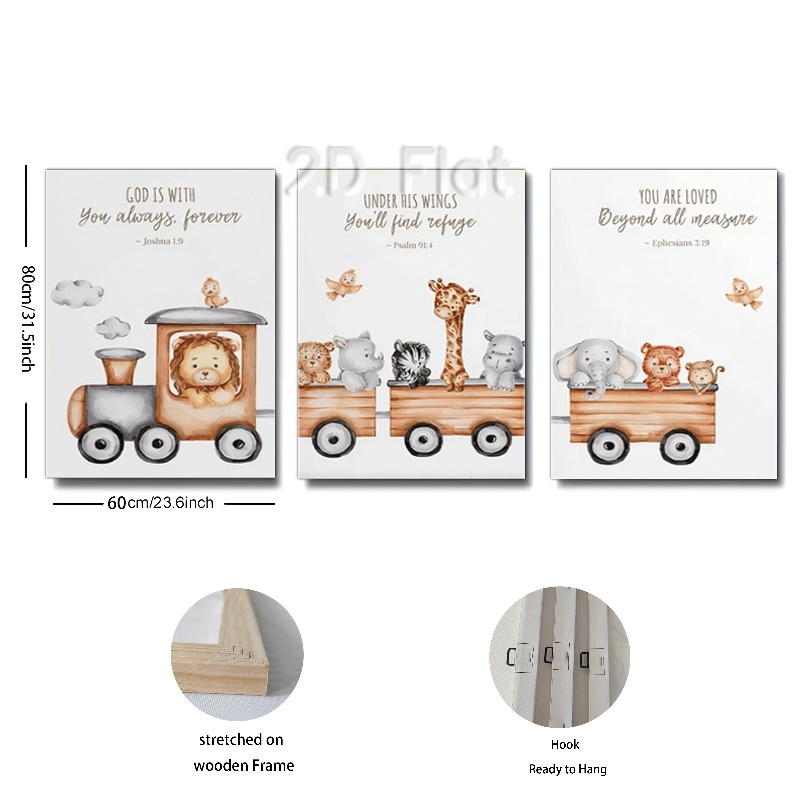 2D Flat
GOD IS WITH
You always, forever
~ Joshua 1:9
UNDER HIS WINGS
You'll find refuge
~ Psalm 91:4
YOU ARE LOVED
Beyond all measure
~ Ephesians 3:19
80cm/31.5inch
60cm/23.6inch
stretched on
wooden Frame
Hook
Ready to Hang